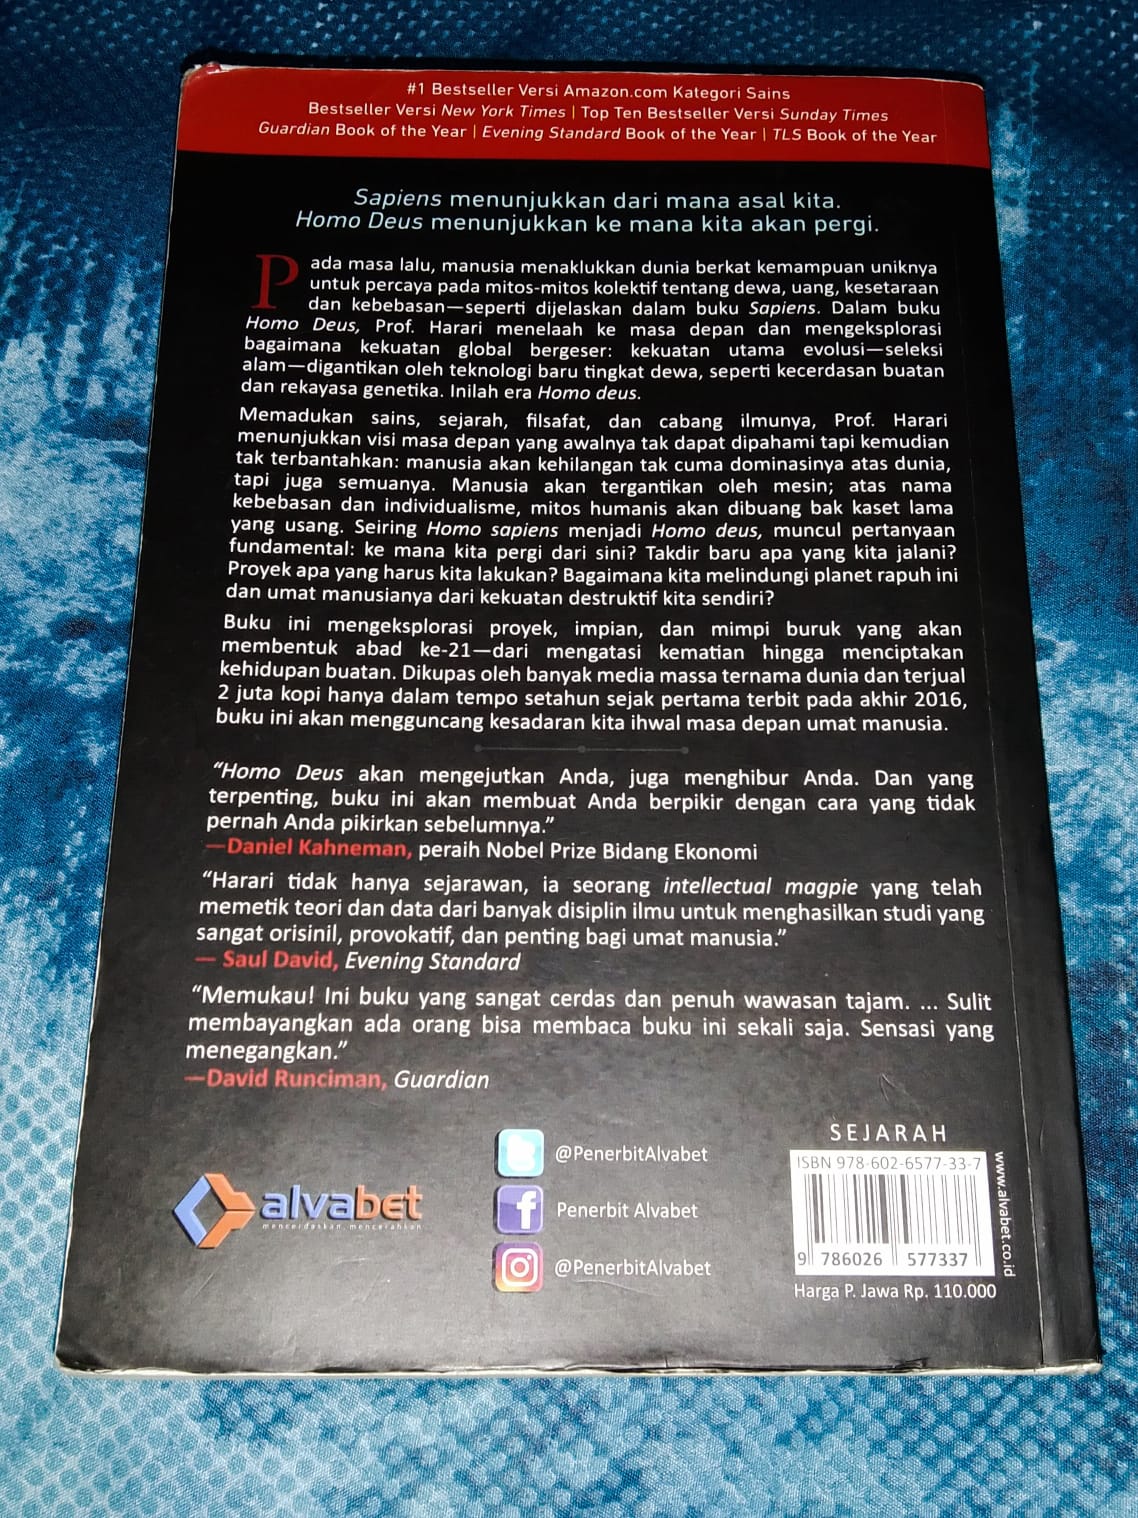 #1 Bestseller Versi Amazon.com Kategori Sains
Bestseller Versi New York Times | Top Ten Bestseller Versi Sunday Times
Guardian Book of the Year | Evening Standard Book of the Year | TLS Book of the Year
Sapiens menunjukkan dari mana asal kita.
Homo Deus menunjukkan ke mana kita akan pergi.
Pada masa lalu, manusia menaklukkan dunia berkat kemampuan uniknya
untuk percaya pada mitos-mitos kolektif tentang dewa, uang, kesetaraan
dan kebebasan—seperti dijelaskan dalam buku Sapiens. Dalam buku
Homo Deus, Prof. Harari menelaah ke masa depan dan mengeksplorasi
bagaimana kekuatan global bergeser: kekuatan utama evolusi—seleksi
alam—digantikan oleh teknologi baru tingkat dewa, seperti kecerdasan buatan
dan rekayasa genetika. Inilah era Homo deus.
Memadukan sains, sejarah, filsafat, dan cabang ilmunya, Prof. Harari
menunjukkan visi masa depan yang awalnya tak dapat dipahami tapi kemudian
tak terbantahkan: manusia akan kehilangan tak cuma dominasinya atas dunia,
tapi juga semuanya. Manusia akan tergantikan oleh mesin; atas nama
kebebasan dan individualisme, mitos humanis akan dibuang bak kaset lama
yang usang. Seiring Homo sapiens menjadi Homo deus, muncul pertanyaan
fundamental: ke mana kita pergi dari sini? Takdir baru apa yang kita jalani?
Proyek apa yang harus kita lakukan? Bagaimana kita melindungi planet rapuh ini
dan umat manusianya dari kekuatan destruktif kita sendiri?
Buku ini mengeksplorasi proyek, impian, dan mimpi buruk yang akan
membentuk abad ke-21—dari mengatasi kematian hingga menciptakan
kehidupan buatan. Dikupas oleh banyak media massa ternama dunia dan terjual
2 juta kopi hanya dalam tempo setahun sejak pertama terbit pada akhir 2016,
buku ini akan mengguncang kesadaran kita ihwal masa depan umat manusia.
“Homo Deus akan mengejutkan Anda, juga menghibur Anda. Dan yang
terpenting, buku ini akan membuat Anda berpikir dengan cara yang tidak
pernah Anda pikirkan sebelumnya.”
—Daniel Kahneman, peraih Nobel Prize Bidang Ekonomi
“Harari tidak hanya sejarawan, ia seorang intellectual magpie yang telah
memetik teori dan data dari banyak disiplin ilmu untuk menghasilkan studi yang
sangat orisinil, provokatif, dan penting bagi umat manusia.”
— Saul David, Evening Standard
“Memukau! Ini buku yang sangat cerdas dan penuh wawasan tajam. ... Sulit
membayangkan ada orang bisa membaca buku ini sekali saja. Sensasi yang
menegangkan.”
—David Runciman, Guardian
alvabet
mencerdaskan, mencerahkan
@PenerbitAlvabet
Penerbit Alvabet
@PenerbitAlvabet
SEJARAH
ISBN 978-602-6577-33-7
9 786026 577337
www.alvabet.co.id
Harga P. Jawa Rp. 110.000